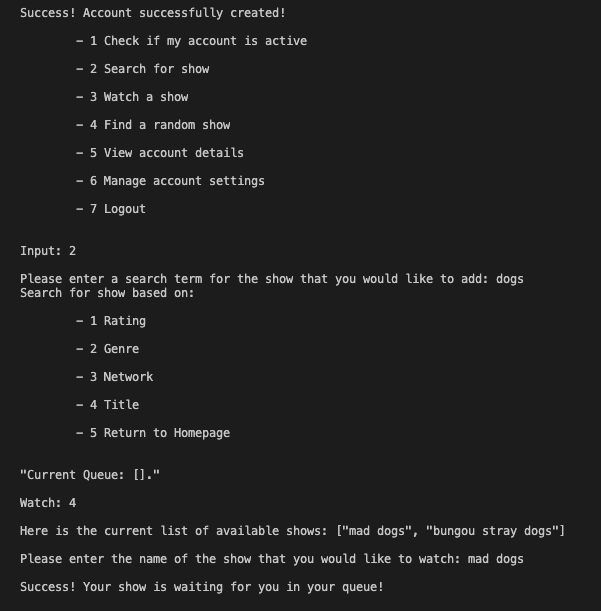 Success! Account successfully created!
– 1 Check if my account is active
– 2 Search for show
– 3 Watch a show
– 4 Find a random show
– 5 View account details
– 6 Manage account settings
– 7 Logout
Input: 2
Please enter a search term for the show that you would like to add: dogs
Search for show based on:
– 1 Rating
– 2 Genre
– 3 Network
– 4 Title
– 5 Return to Homepage
"Current Queue: []."
Watch: 4
Here is the current list of available shows: ["mad dogs", "bungou stray dogs"]
Please enter the name of the show that you would like to watch: mad dogs
Success! Your show is waiting for you in your queue!